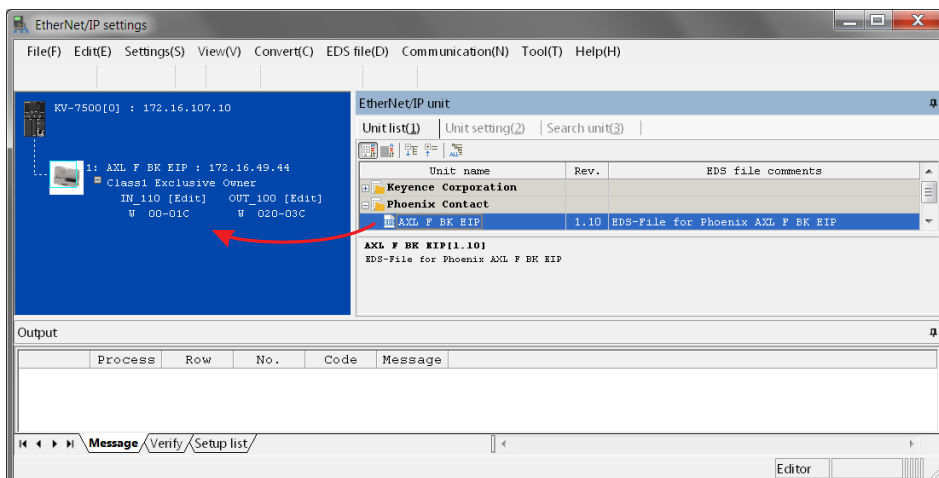 EtherNet/IP settings
File(F) Edit(E) Settings(S) View(V) Convert(C) EDS file(D) Communication(N) Tool(T) Help(H)
KV-7500[0] : 172.16.107.10
1: AXL F BK EIP : 172.16.49.44
Class1 Exclusive Owner
IN_110 [Edit] OUT_100 [Edit]
W 00-01C W 020-03C
EtherNet/IP unit
Unit list(1) Unit setting(2) Search unit(3)
Unit name Rev. EDS file comments
Keyence Corporation
Phoenix Contact
AXL F BK EIP 1.10 EDS-File for Phoenix AXL F BK EIP
AXL F BK EIP[1.10]
EDS-File for Phoenix AXL F BK EIP
Output
Process Row No. Code Message
Message Verify Setup list
Editor